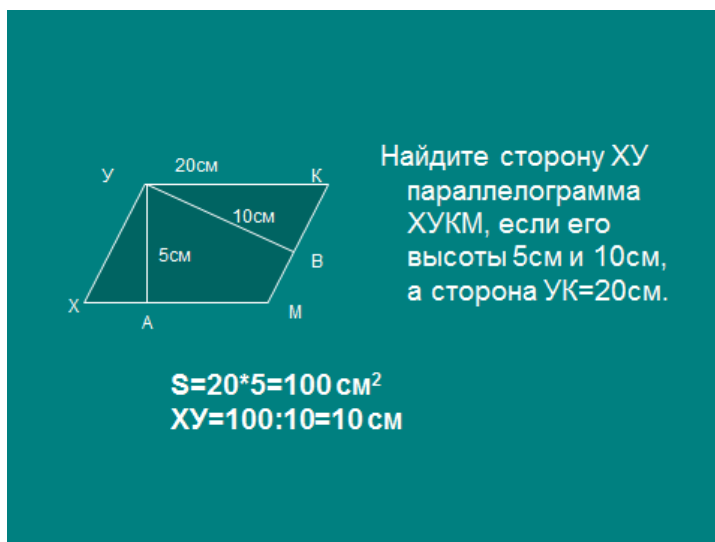 У
20см
К
10см
5см
В
Х
А
М
Найдите сторону ХУ
параллелограмма
ХУКМ, если его
высоты 5см и 10см,
а сторона УК=20см.
S=20*5=100 см²
ХУ=100:10=10 см